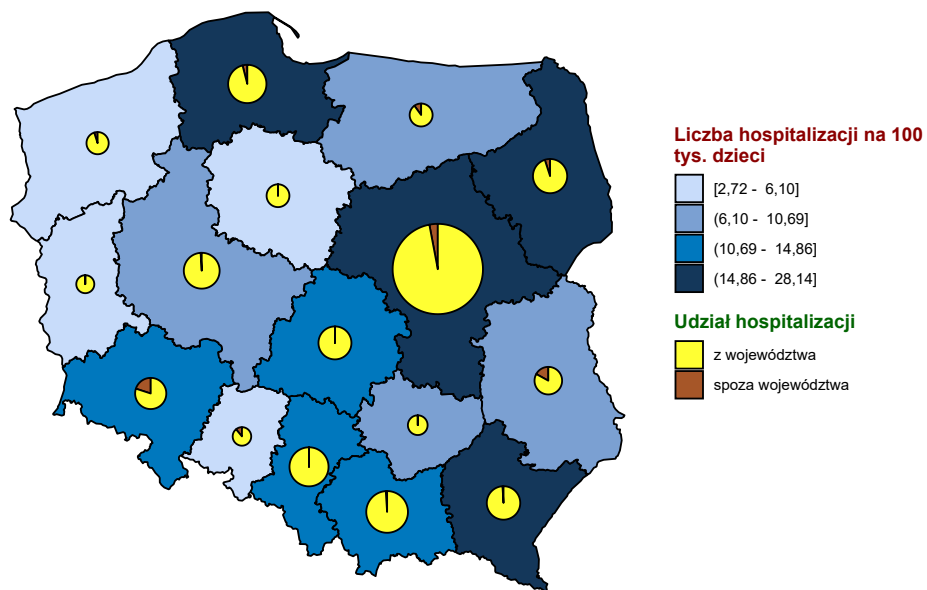 Liczba hospitalizacji na 100
tys. dzieci
[2,72 - 6,10]
(6,10 - 10,69]
(10,69 - 14,86]
(14,86 - 28,14]
Udział hospitalizacji
z województwa
spoza województwa